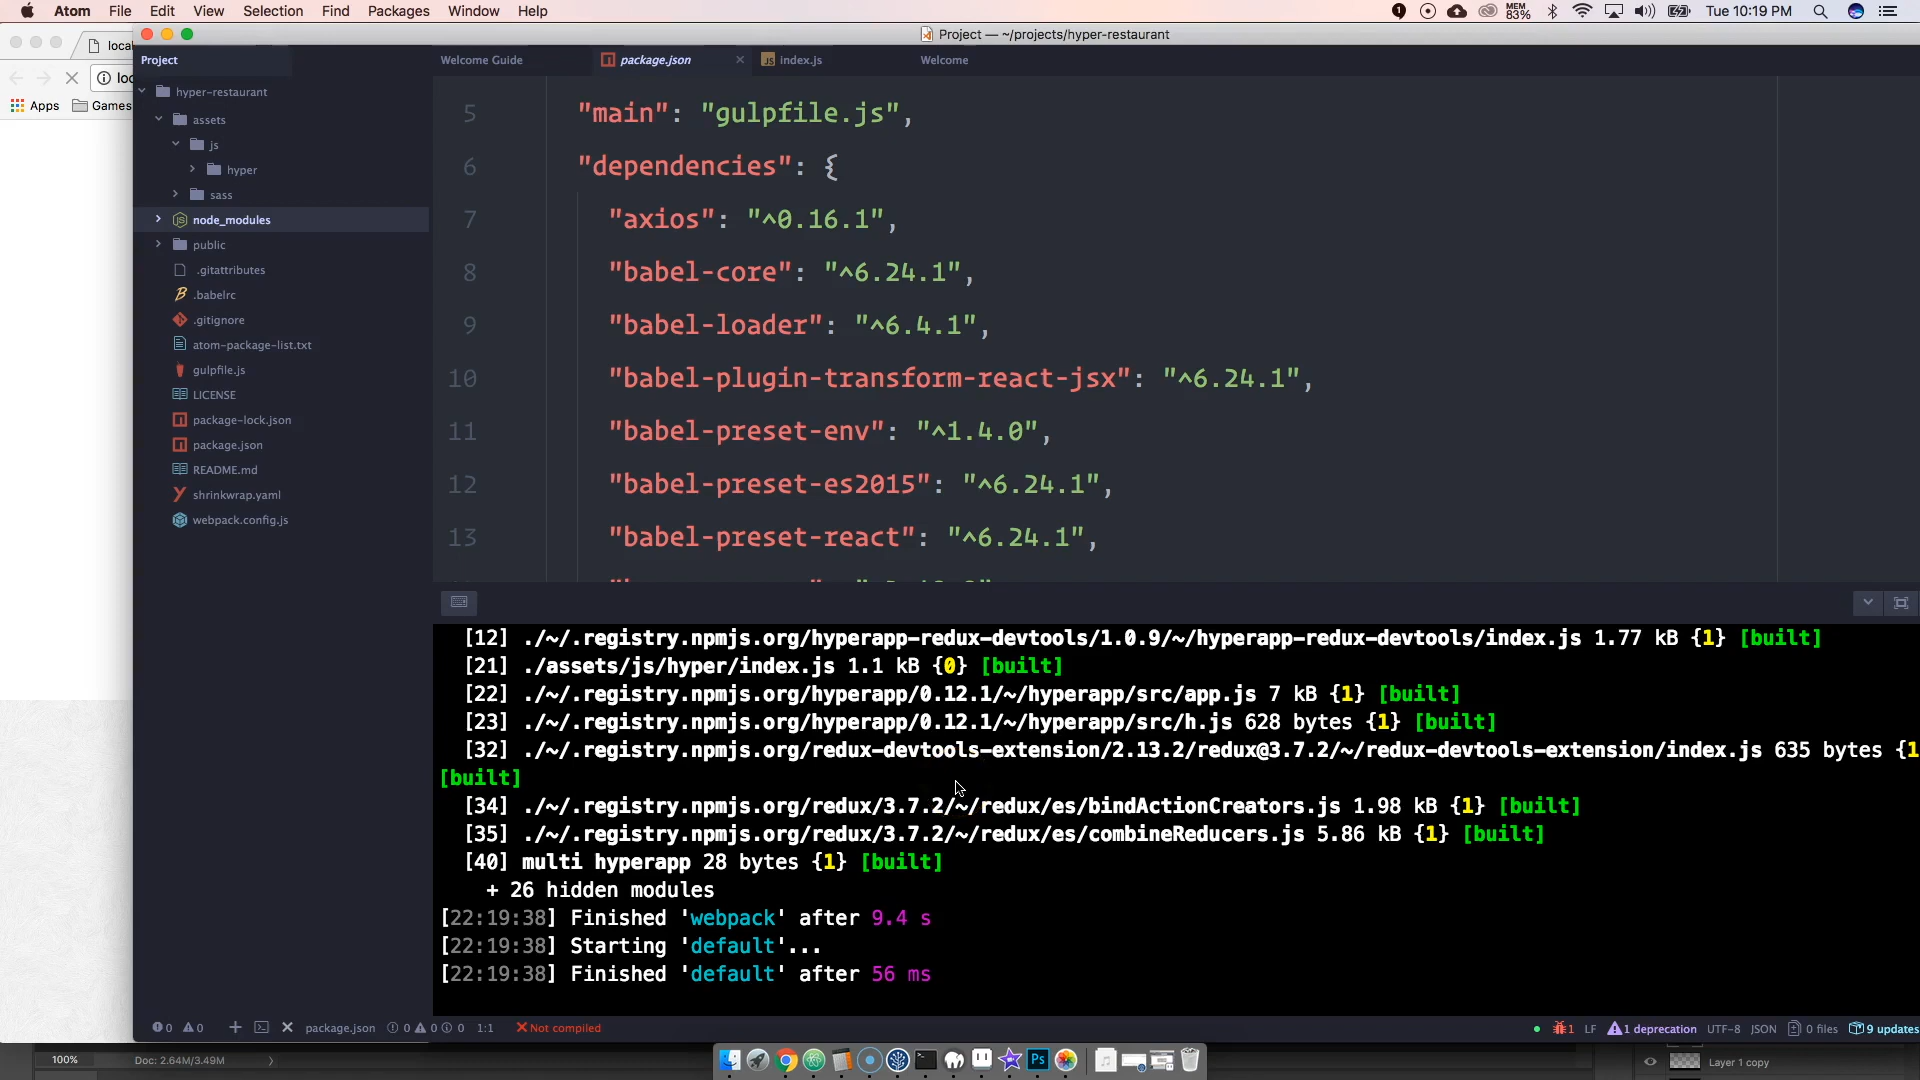 Atom File Edit View Selection Find Packages Window Help
MEM 83% Tue 10:19 PM
Project — ~/projects/hyper-restaurant
Apps Games
Project
hyper-restaurant
assets
js
hyper
sass
node_modules
public
.gitattributes
.babelrc
.gitignore
atom-package-list.txt
gulpfile.js
LICENSE
package-lock.json
package.json
README.md
shrinkwrap.yaml
webpack.config.js
Welcome Guide package.json × index.js Welcome
5 "main": "gulpfile.js",
6 "dependencies": {
7 "axios": "^0.16.1",
8 "babel-core": "^6.24.1",
9 "babel-loader": "^6.4.1",
10 "babel-plugin-transform-react-jsx": "^6.24.1",
11 "babel-preset-env": "^1.4.0",
12 "babel-preset-es2015": "^6.24.1",
13 "babel-preset-react": "^6.24.1",
[12] ./~/.registry.npmjs.org/hyperapp-redux-devtools/1.0.9/~/hyperapp-redux-devtools/index.js 1.77 kB {1} [built]
[21] ./assets/js/hyper/index.js 1.1 kB {0} [built]
[22] ./~/.registry.npmjs.org/hyperapp/0.12.1/~/hyperapp/src/app.js 7 kB {1} [built]
[23] ./~/.registry.npmjs.org/hyperapp/0.12.1/~/hyperapp/src/h.js 628 bytes {1} [built]
[32] ./~/.registry.npmjs.org/redux-devtools-extension/2.13.2/redux@3.7.2/~/redux-devtools-extension/index.js 635 bytes {1
[built]
[34] ./~/.registry.npmjs.org/redux/3.7.2/~/redux/es/bindActionCreators.js 1.98 kB {1} [built]
[35] ./~/.registry.npmjs.org/redux/3.7.2/~/redux/es/combineReducers.js 5.86 kB {1} [built]
[40] multi hyperapp 28 bytes {1} [built]
+ 26 hidden modules
[22:19:38] Finished 'webpack' after 9.4 s
[22:19:38] Starting 'default'...
[22:19:38] Finished 'default' after 56 ms
0 0 + × package.json 0 0 0 1:1 Not compiled
1 LF 1 deprecation UTF-8 JSON 0 files 9 updates
100% Doc: 2.64M/3.49M Ps Layer 1 copy